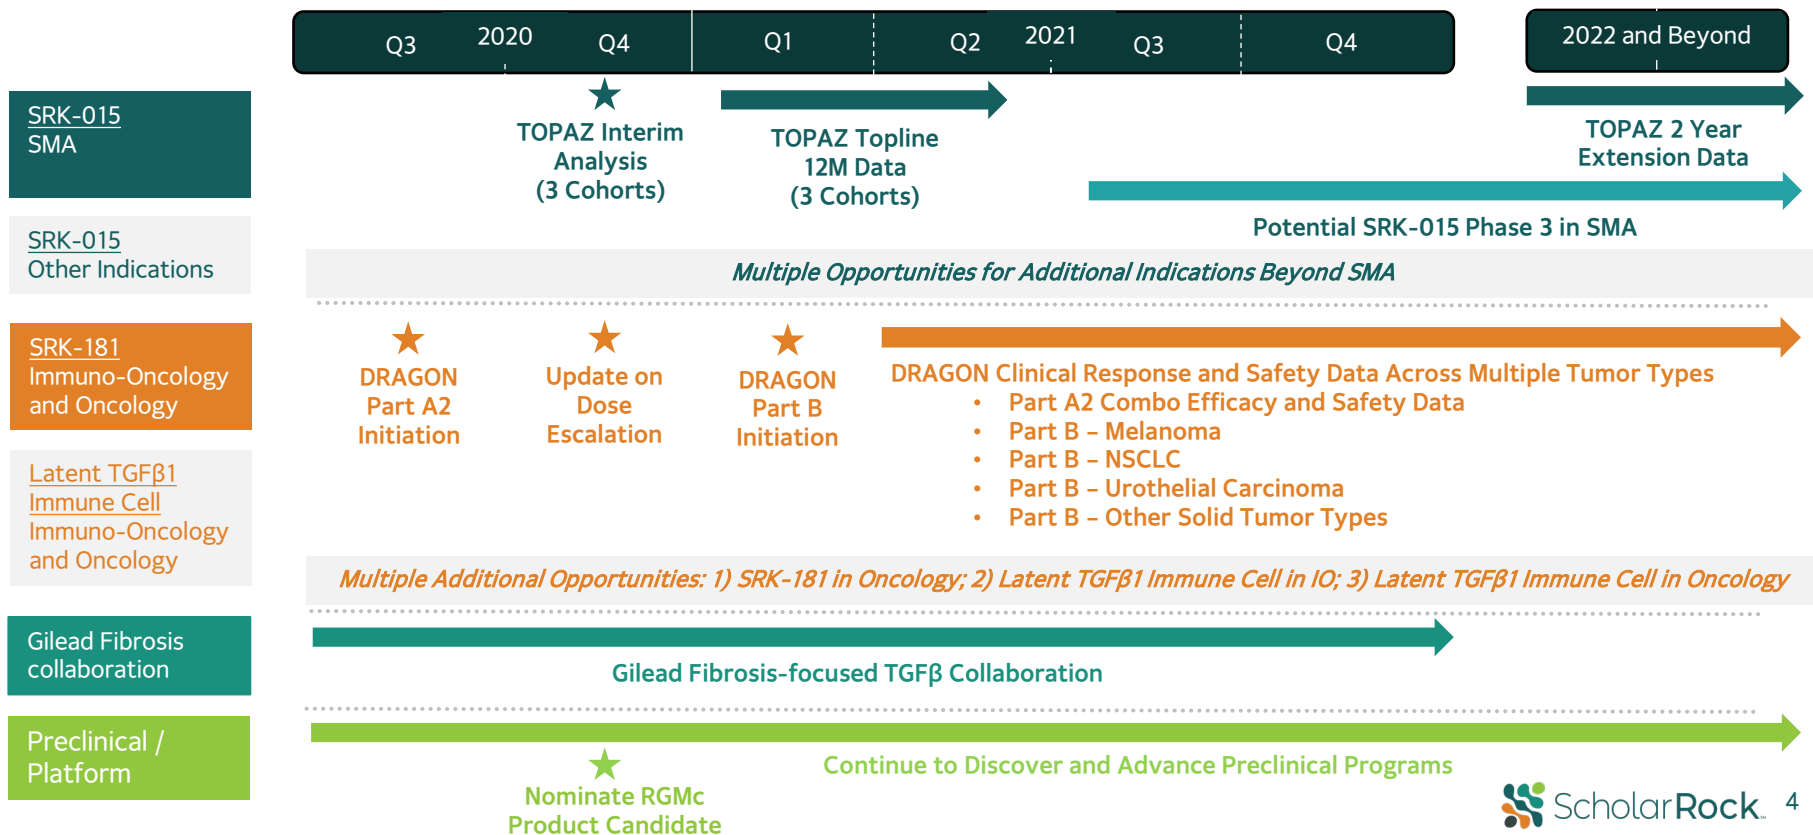 2020
2021
2022 and Beyond
Q3
Q4
Q1
Q2
Q3
Q4
SRK-015
SMA
TOPAZ Interim
Analysis
(3 Cohorts)
TOPAZ Topline
12M Data
(3 Cohorts)
TOPAZ 2 Year
Extension Data
Potential SRK-015 Phase 3 in SMA
SRK-015
Other Indications
Multiple Opportunities for Additional Indications Beyond SMA
SRK-181
Immuno-Oncology
and Oncology
DRAGON
Part A2
Initiation
Update on
Dose
Escalation
DRAGON
Part B
Initiation
DRAGON Clinical Response and Safety Data Across Multiple Tumor Types
• Part A2 Combo Efficacy and Safety Data
• Part B – Melanoma
• Part B – NSCLC
• Part B – Urothelial Carcinoma
• Part B – Other Solid Tumor Types
Latent TGFβ1
Immune Cell
Immuno-Oncology
and Oncology
Multiple Additional Opportunities: 1) SRK-181 in Oncology; 2) Latent TGFβ1 Immune Cell in IO; 3) Latent TGFβ1 Immune Cell in Oncology
Gilead Fibrosis
collaboration
Gilead Fibrosis-focused TGFβ Collaboration
Preclinical /
Platform
Nominate RGMc
Product Candidate
Continue to Discover and Advance Preclinical Programs
ScholarRock™
4